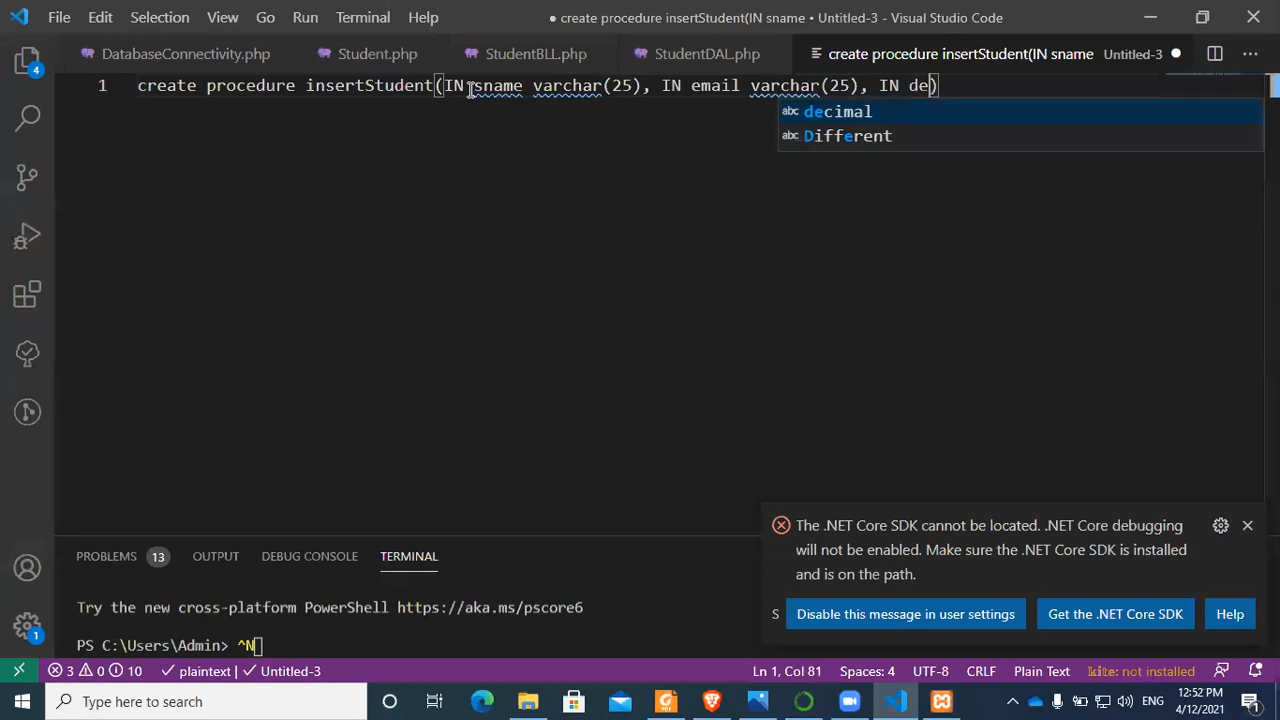 File Edit Selection View Go Run Terminal Help ● create procedure insertStudent(IN sname • Untitled-3 - Visual Studio Code
4
DatabaseConnectivity.php Student.php StudentBLL.php StudentDAL.php create procedure insertStudent(IN sname Untitled-3
1 create procedure insertStudent(IN sname varchar(25), IN email varchar(25), IN de)
abc decimal
abc Different
The .NET Core SDK cannot be located. .NET Core debugging
will not be enabled. Make sure the .NET Core SDK is installed
and is on the path.
S Disable this message in user settings Get the .NET Core SDK Help
PROBLEMS 13 OUTPUT DEBUG CONSOLE TERMINAL
Try the new cross-platform PowerShell https://aka.ms/pscore6
PS C:\Users\Admin> ^N
1
3 0 10 plaintext Untitled-3 Ln 1, Col 81 Spaces: 4 UTF-8 CRLF Plain Text kite: not installed
Type here to search ENG 12:52 PM
4/12/2021 1